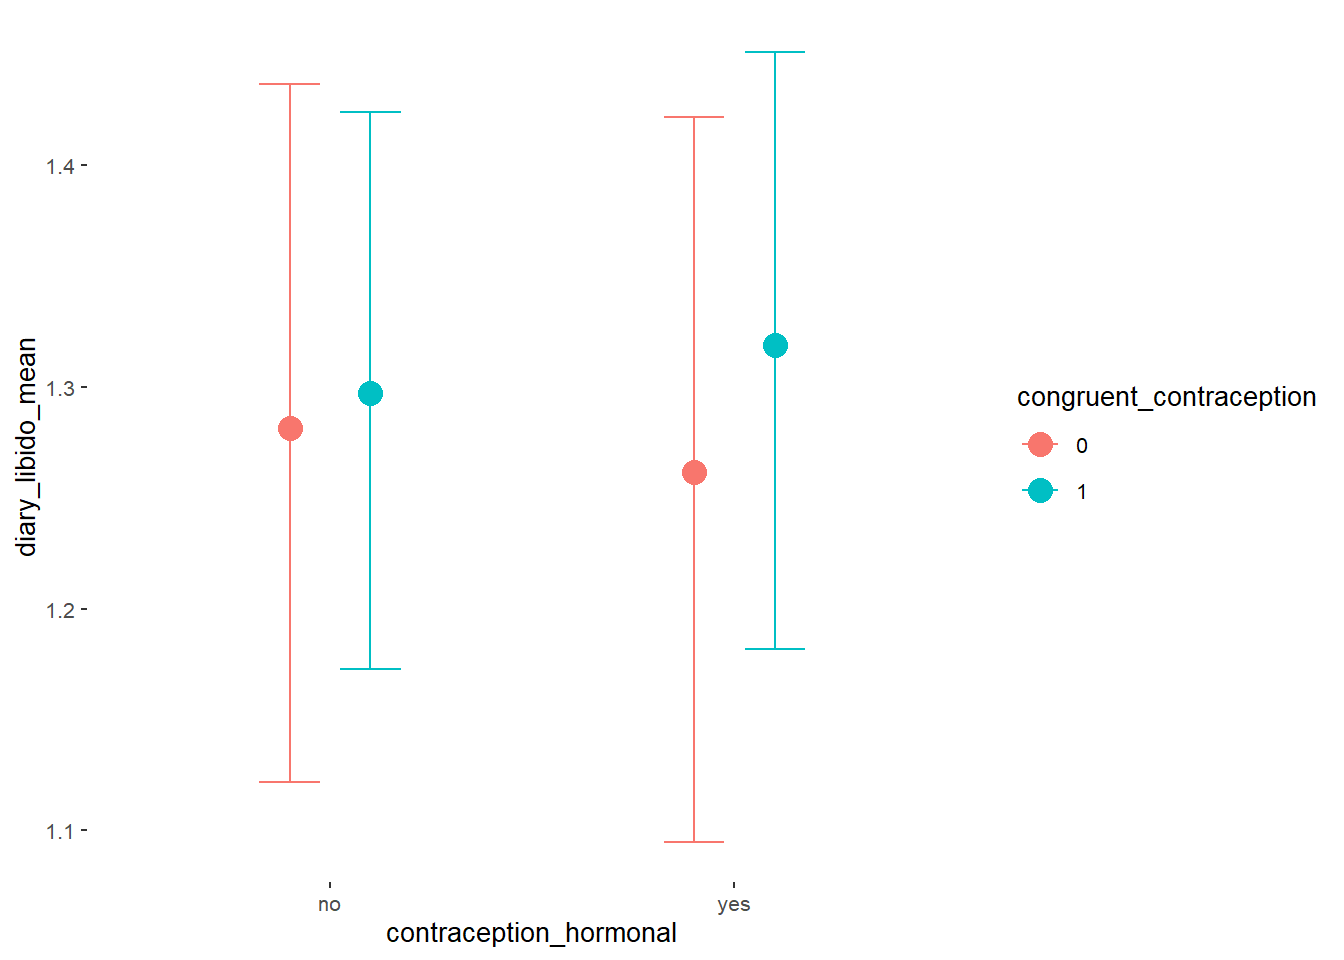 diary_libido_mean
1.4
1.3
1.2
1.1
no
yes
contraception_hormonal
congruent_contraception
0
1